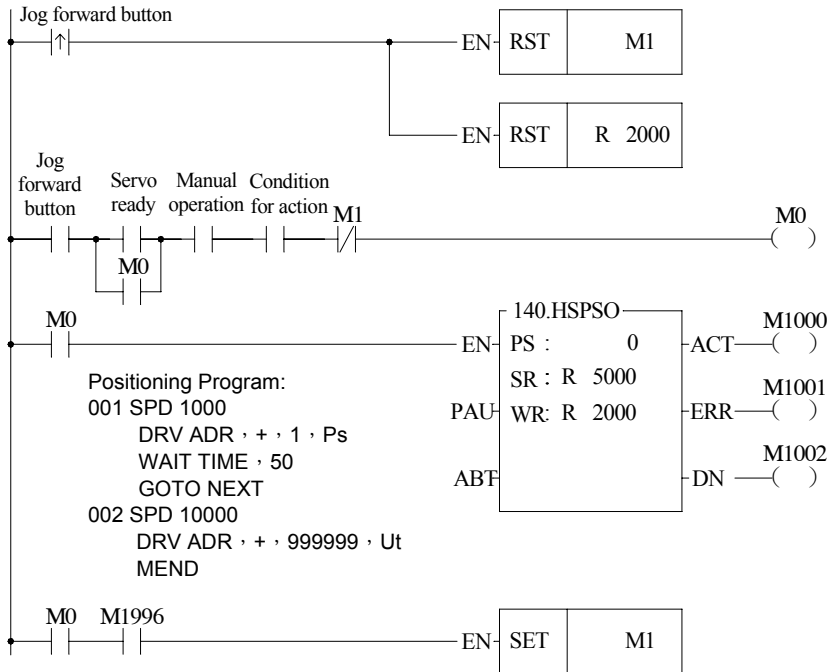 Jog forward button
EN RST M1
EN RST R 2000
Jog
forward
button
Servo
ready
Manual
operation
Condition
for action
M1
M0
M0
M0
140.HSPSO
EN PS : 0 ACT M1000
SR : R 5000
PAU WR: R 2000 ERR M1001
ABT DN M1002
Positioning Program:
001 SPD 1000
DRV ADR，+，1，Ps
WAIT TIME，50
GOTO NEXT
002 SPD 10000
DRV ADR，+，999999，Ut
MEND
M0 M1996
EN SET M1